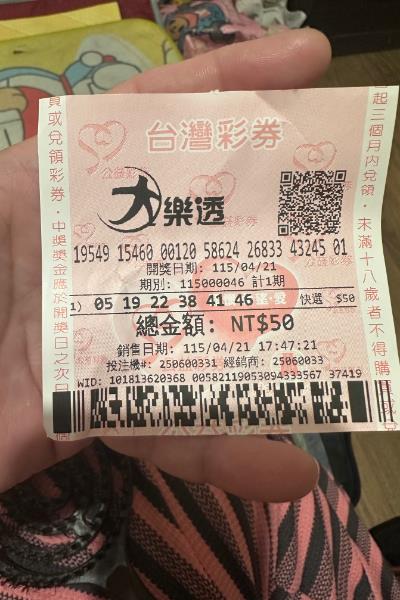 台灣彩券
大樂透
19549 15460 00120 58624 26833 43245 01
開獎日期: 115/04/21
期別: 115000046 計1期
1) 05 19 22 38 41 46 快選 $50
總金額: NT$50
銷售日期: 115/04/21 17:47:21
投注機#: 250600331 經銷商: 25060033
WID: 101813620368 00582119053094333567 37419
員或兌領彩券‧中獎獎金應於開獎日之次日
起三個月內兌領‧未滿十八歲者不得購買或兌